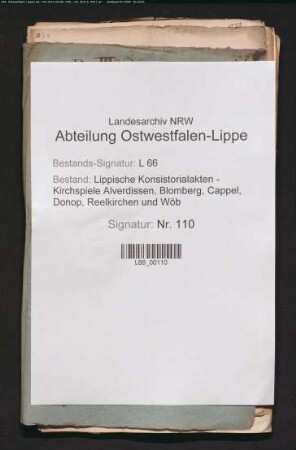 Landesarchiv NRW
Abteilung Ostwestfalen-Lippe
Bestands-Signatur: L 66
Bestand: Lippische Konsistorialakten -
Kirchspiele Alverdissen, Blomberg, Cappel,
Donop, Reelkirchen und Wöb
Signatur: Nr. 110
L66_00110